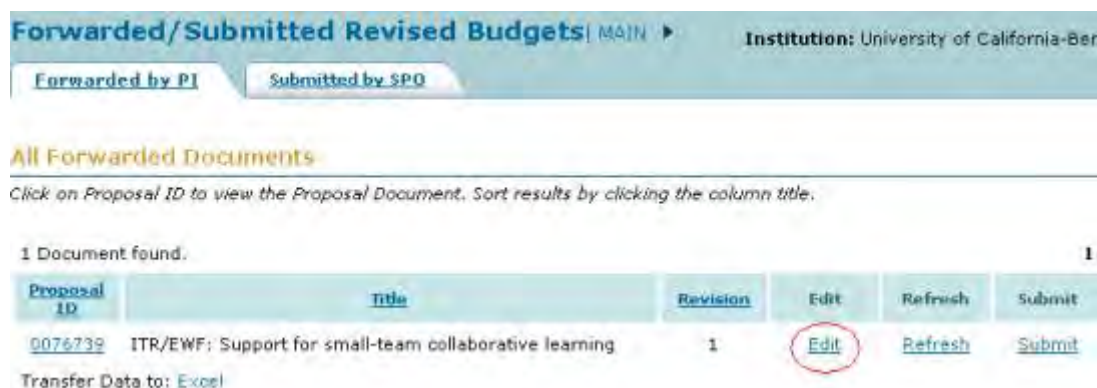 Forwarded/Submitted Revised Budgets| MAIN ▶ Institution: University of California-Ber
Forwarded by PI Submitted by SPO
All Forwarded Documents
Click on Proposal ID to view the Proposal Document. Sort results by clicking the column title.
1 Document found. 1
Proposal ID Title Revision Edit Refresh Submit
0076739 ITR/EWF: Support for small-team collaborative learning 1 Edit Refresh Submit
Transfer Data to: Excel